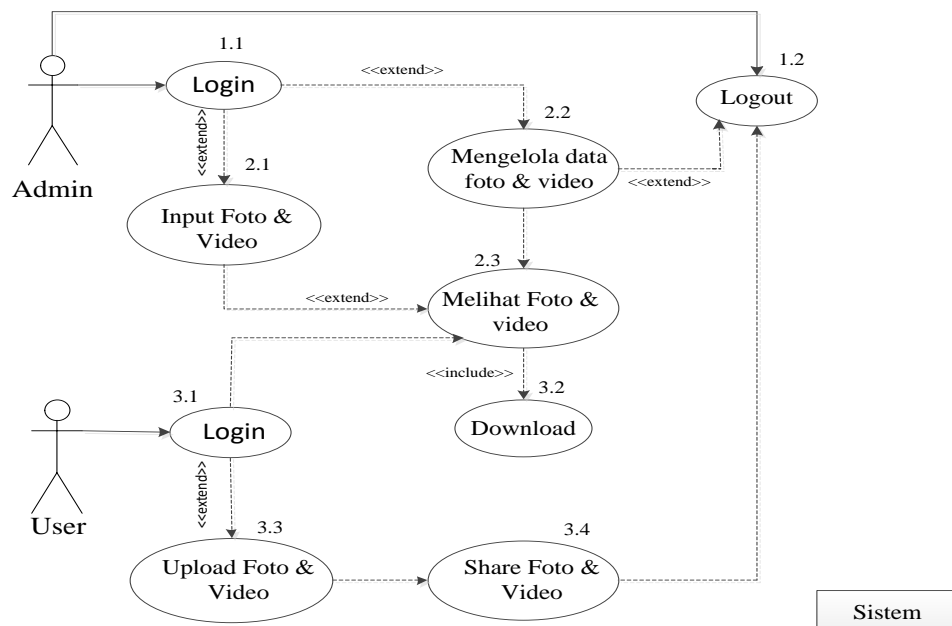 1.1
1.2
Login
<<extend>>
Logout
Admin
<<extend>>
2.2
Mengelola data
foto & video
<<extend>>
2.1
Input Foto &
Video
2.3
<<extend>>
Melihat Foto &
video
<<include>>
3.2
Download
3.1
Login
User
<<extend>>
3.3
Upload Foto &
Video
3.4
Share Foto &
Video
Sistem